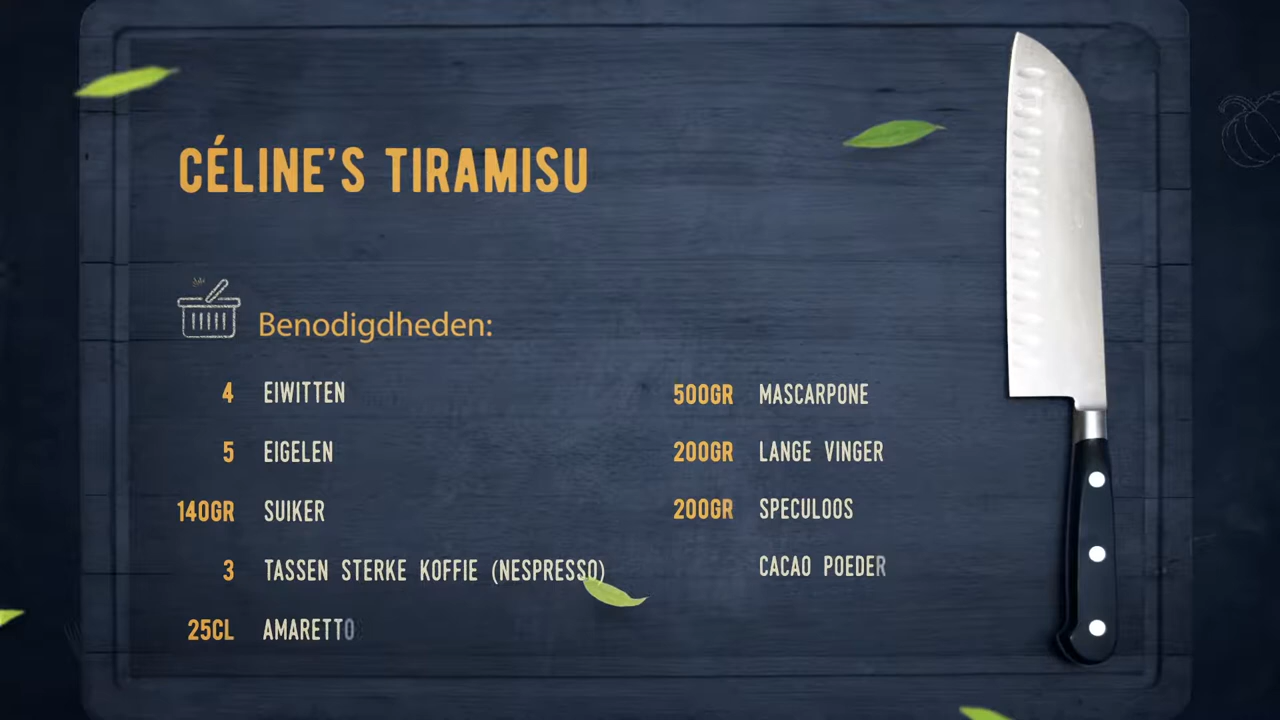 CÉLINE'S TIRAMISU
Benodigdheden:
4 EIWITTEN
5 EIGELEN
140GR SUIKER
3 TASSEN STERKE KOFFIE (NESPRESSO)
25CL AMARETTO
500GR MASCARPONE
200GR LANGE VINGER
200GR SPECULOOS
CACAO POEDER